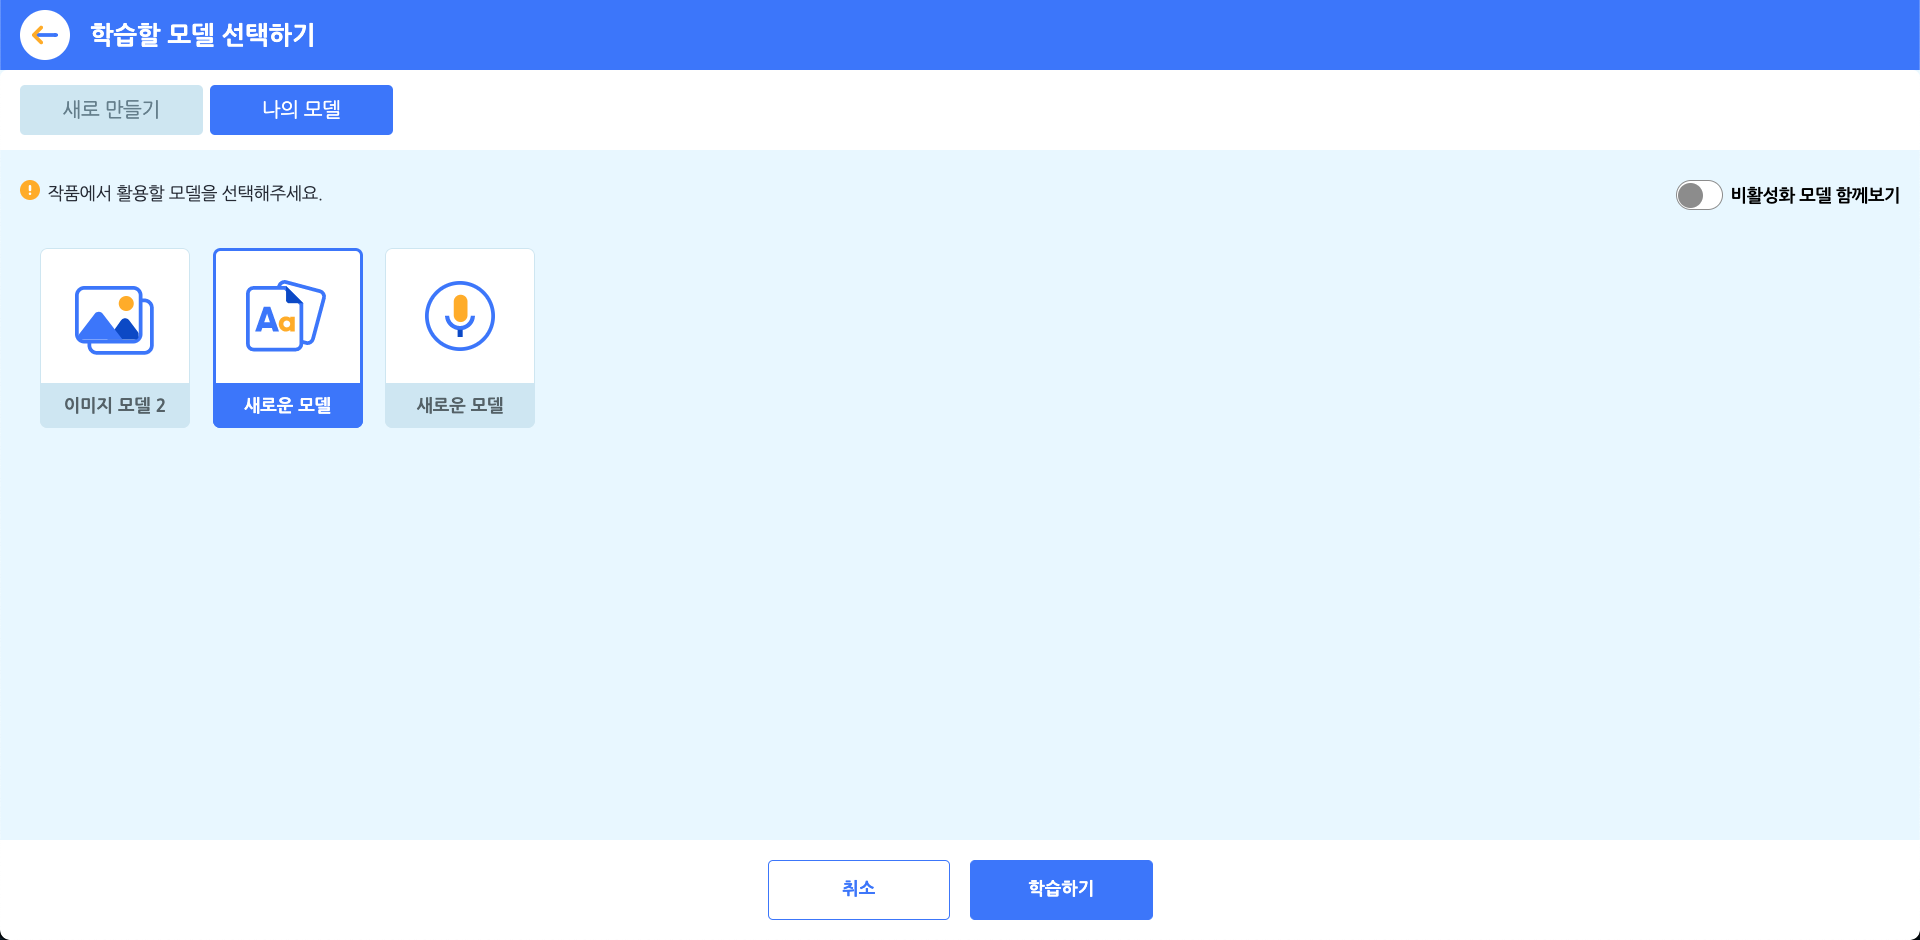 학습할 모델 선택하기
새로 만들기
나의 모델
작품에서 활용할 모델을 선택해주세요.
비활성화 모델 함께보기
Aa
이미지 모델 2
새로운 모델
새로운 모델
취소
학습하기